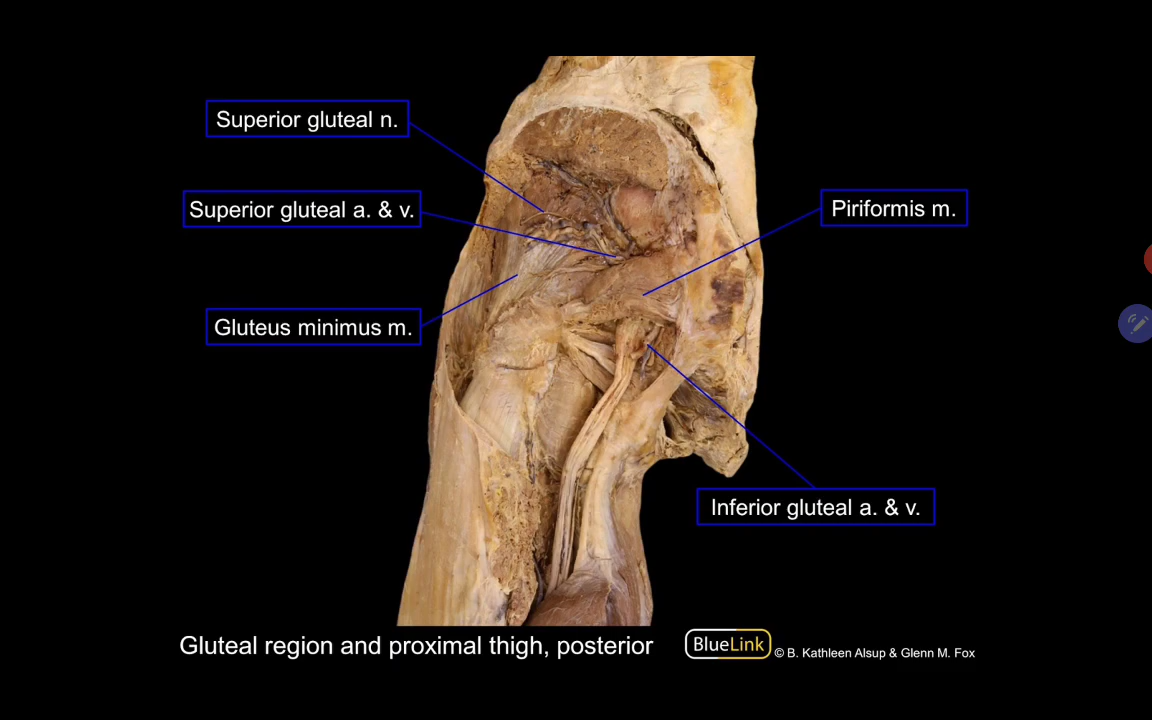 Superior gluteal n.
Superior gluteal a. & v.
Piriformis m.
Gluteus minimus m.
Inferior gluteal a. & v.
Gluteal region and proximal thigh, posterior
BlueLink
© B. Kathleen Alsup & Glenn M. Fox